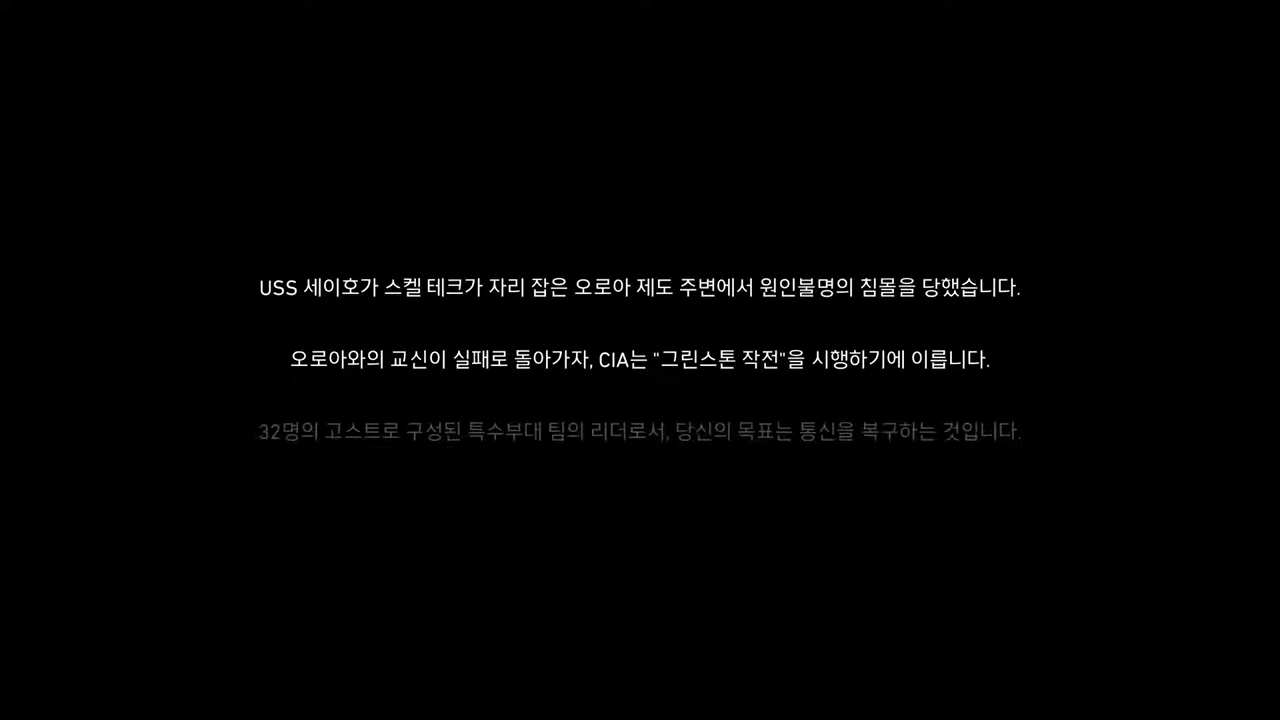 USS 세이호가 스켈 테크가 자리 잡은 오로아 제도 주변에서 원인불명의 침몰을 당했습니다.
오로아와의 교신이 실패로 돌아가자, CIA는 "그린스톤 작전"을 시행하기에 이릅니다.
32명의 고스트로 구성된 특수부대 팀의 리더로서, 당신의 목표는 통신을 복구하는 것입니다.